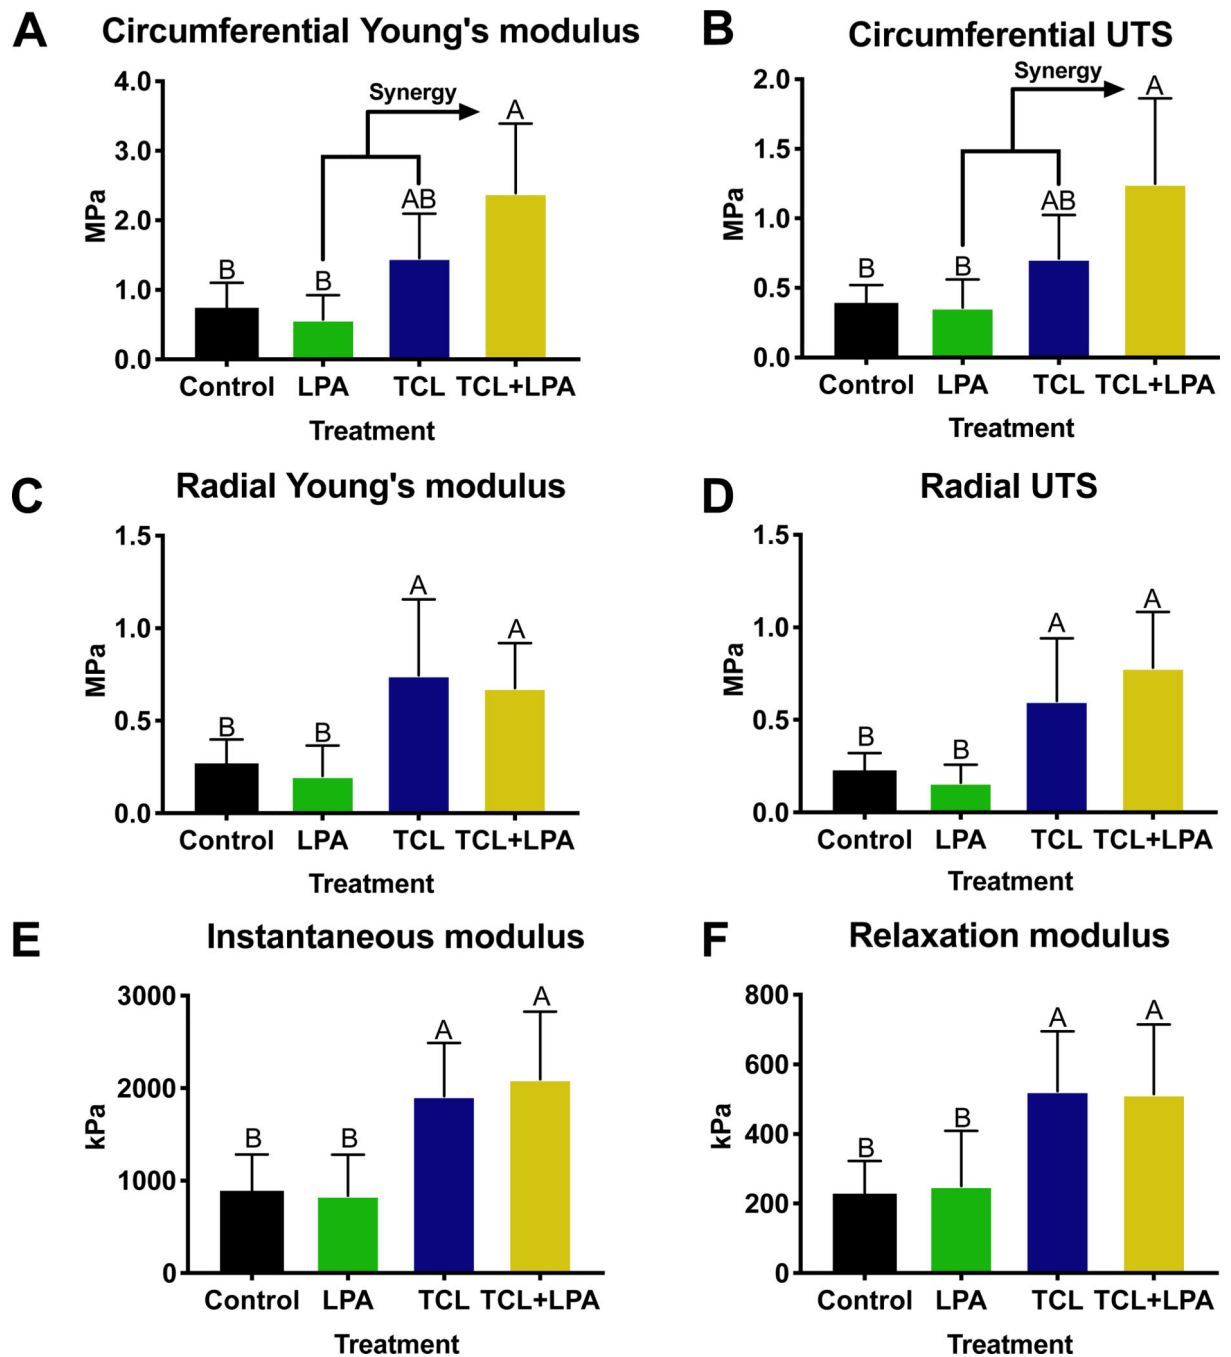 A
Circumferential Young's modulus
4.0
3.0
2.0
1.0
0.0
MPa
Synergy
B
B
AB
A
Control LPA TCL TCL+LPA
Treatment
B
Circumferential UTS
2.0
1.5
1.0
0.5
0.0
MPa
Synergy
B
B
AB
A
Control LPA TCL TCL+LPA
Treatment
C
Radial Young's modulus
1.5
1.0
0.5
0.0
MPa
B
B
A
A
Control LPA TCL TCL+LPA
Treatment
D
Radial UTS
1.5
1.0
0.5
0.0
MPa
B
B
A
A
Control LPA TCL TCL+LPA
Treatment
E
Instantaneous modulus
3000
2000
1000
0
kPa
B
B
A
A
Control LPA TCL TCL+LPA
Treatment
F
Relaxation modulus
800
600
400
200
0
kPa
B
B
A
A
Control LPA TCL TCL+LPA
Treatment